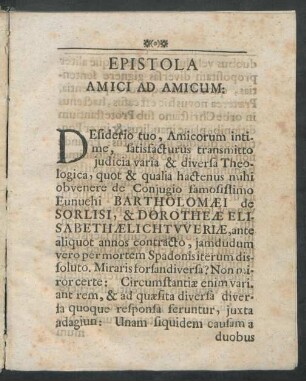 EPISTOLA
AMICI AD AMICUM:
DEsiderio tuo, Amicorum inti-
me, satisfacturus transmitto
judicia varia & diversa Theo-
logica, quot & qualia hactenus mihi
obvenere de Conjugio famosissimo
Eunuchi BARTHOLOMÆI de
SORLISI, & DOROTHEÆ ELI-
SABETHÆ LICHTVVERIÆ, ante
aliquot annos contracto, jamdudum
vero per mortem Spadonis iterum dis-
soluto. Miraris forsan diversa? Non mi-
ror certe: Circumstantiæ enim vari-
ant rem, & ad quæsita diversa diver-
sa quoque responsa feruntur, juxta
adagiun: Unam siquidem causam a
duobus